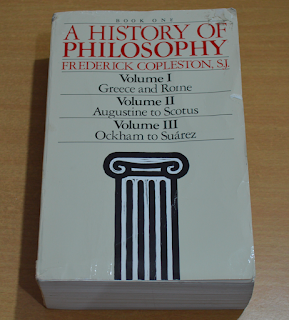 BOOK ONE
A HISTORY OF
PHILOSOPHY
FREDERICK COPLESTON, S.J.
Volume I
Greece and Rome
Volume II
Augustine to Scotus
Volume III
Ockham to Suárez